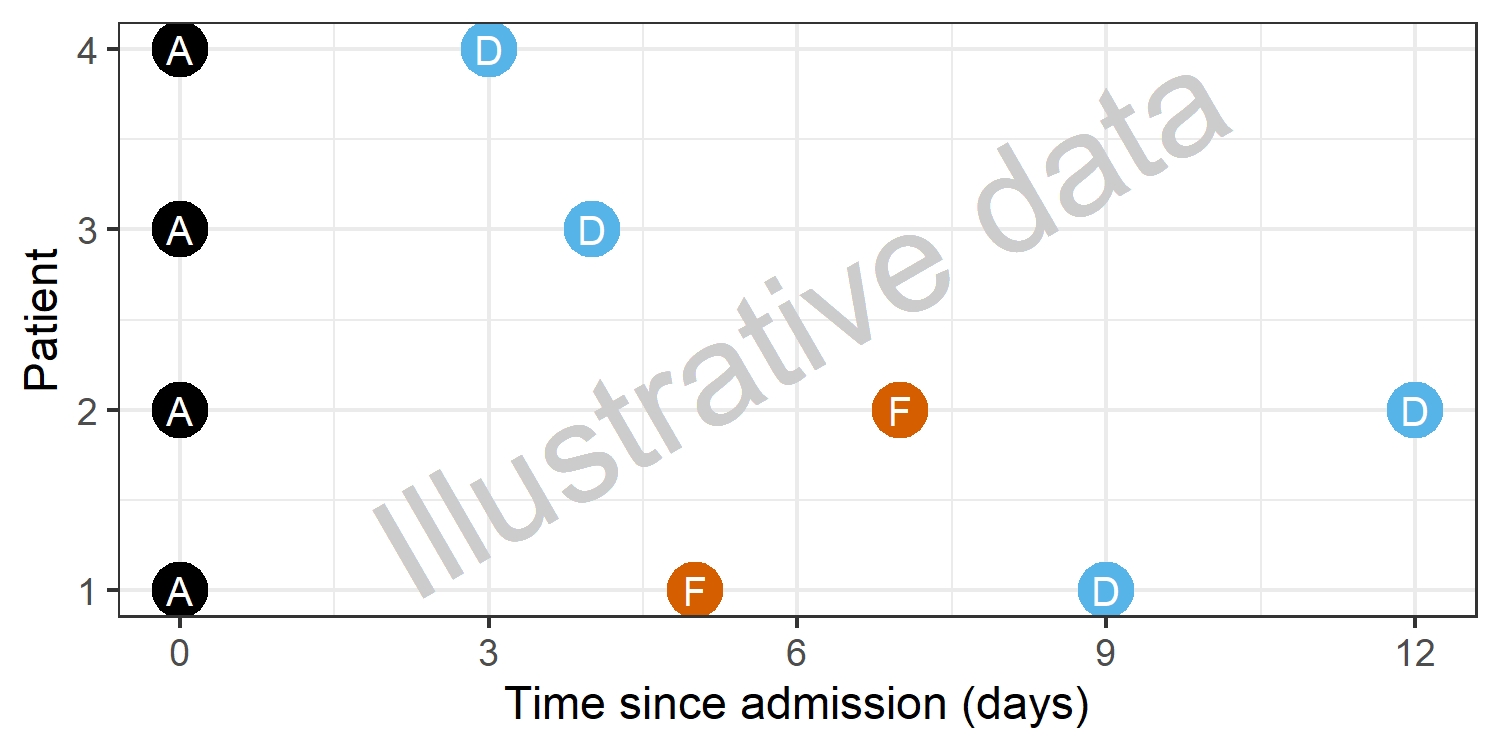 4 A D
3 A D
Illustrative data
2 A F D
1 A F D
0 3 6 9 12
Time since admission (days)
Patient